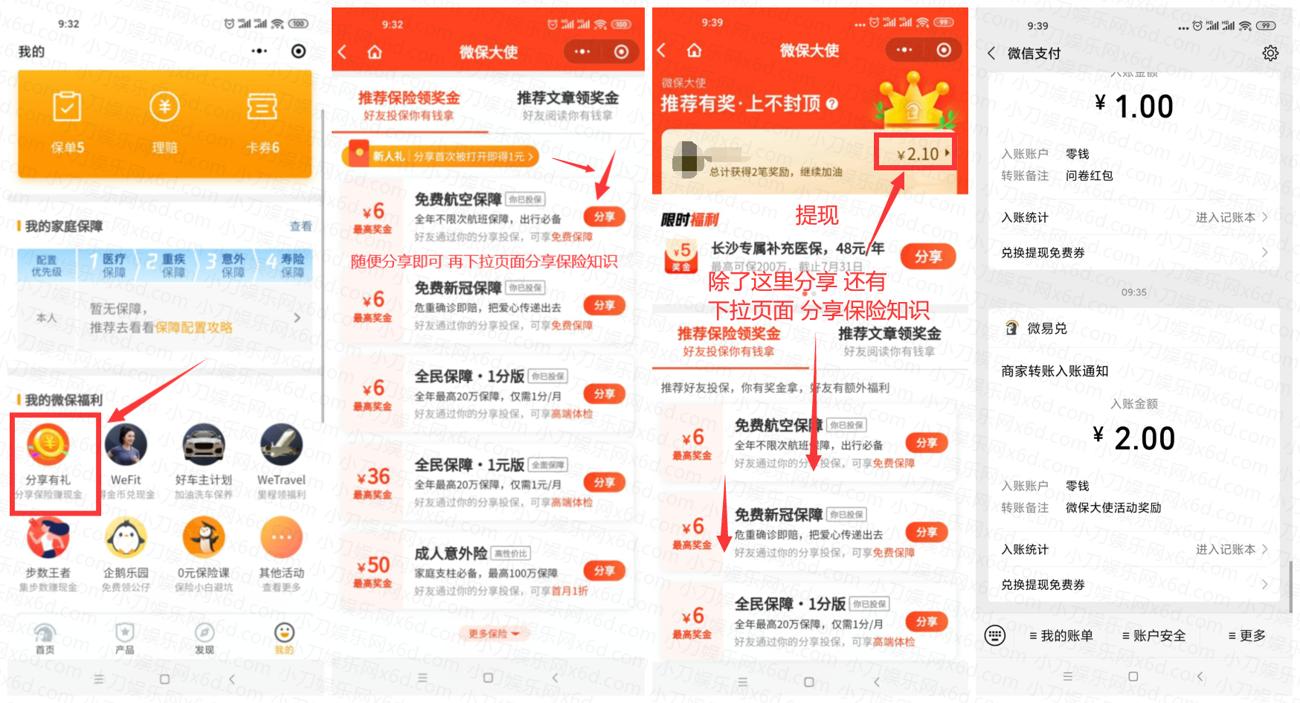 9:32
100
我的
保单5
理赔
卡券6
我的家庭保障
查看
配置
优先级
1 医疗
保障
2 重疾
保障
3 意外
保障
4 寿险
保障
本人
暂无保障，
推荐去看看保障配置攻略
我的微保福利
分享有礼
分享保险赚现金
WeFit
得金币兑现金
好车主计划
加油洗车保养
WeTravel
里程领福利
步数王者
集步数赚现金
企鹅乐园
免费领公仔
0元保险课
保险小白避坑
其他活动
查看更多
首页
产品
发现
我的
9:32
100
微保大使
推荐保险领奖金
好友投保你有钱拿
推荐文章领奖金
好友阅读你有钱拿
新人礼 分享首次被打开即得1元
¥6
最高奖金
免费航空保障 你已投保
全年不限次航班保障，出行必备
好友通过你的分享投保，可享免费保障
分享
随便分享即可 再下拉页面分享保险知识
¥6
最高奖金
免费新冠保障 你已投保
危重确诊即赔，把爱心传递出去
好友通过你的分享投保，可享免费保障
分享
¥6
最高奖金
全民保障·1分版 你已投保
全年最高20万保障，仅需1分/月
好友通过你的分享投保，可享高端体检
分享
¥36
最高奖金
全民保障·1元版 全面保障
全年最高20万保障，仅需1元/月
好友通过你的分享投保，可享高端体检
分享
¥50
最高奖金
成人意外险 高性价比
家庭支柱必备，最高100万保障
好友通过你的分享投保，可享首月1折
分享
更多保险
9:39
99
微保大使
微保大使
推荐有奖·上不封顶
¥2.10
总计获得2笔奖励，继续加油
限时福利
提现
¥5
奖金
长沙专属补充医保，48元/年
最高可保200万，截止7月31日
分享
除了这里分享 还有
下拉页面 分享保险知识
推荐保险领奖金
好友投保你有钱拿
推荐文章领奖金
好友阅读你有钱拿
推荐好友投保，你有奖金拿，好友有额外福利
¥6
最高奖金
免费航空保障 你已投保
全年不限次航班保障，出行必备
好友通过你的分享投保，可享免费保障
分享
¥6
最高奖金
免费新冠保障 你已投保
危重确诊即赔，把爱心传递出去
好友通过你的分享投保，可享免费保障
分享
¥6
最高奖金
全民保障·1分版 你已投保
全年最高20万保障，仅需1分/月
好友通过你的分享投保，可享高端体检
分享
9:39
99
微信支付
入账金额
¥1.00
入账账户 零钱
转账备注 问卷红包
入账统计 进入记账本
兑换提现免费券
09:35
微易兑
商家转账入账通知
入账金额
¥2.00
入账账户 零钱
转账备注 微保大使活动奖励
入账统计 进入记账本
兑换提现免费券
我的账单
账户安全
更多
小刀娱乐网x6d.com